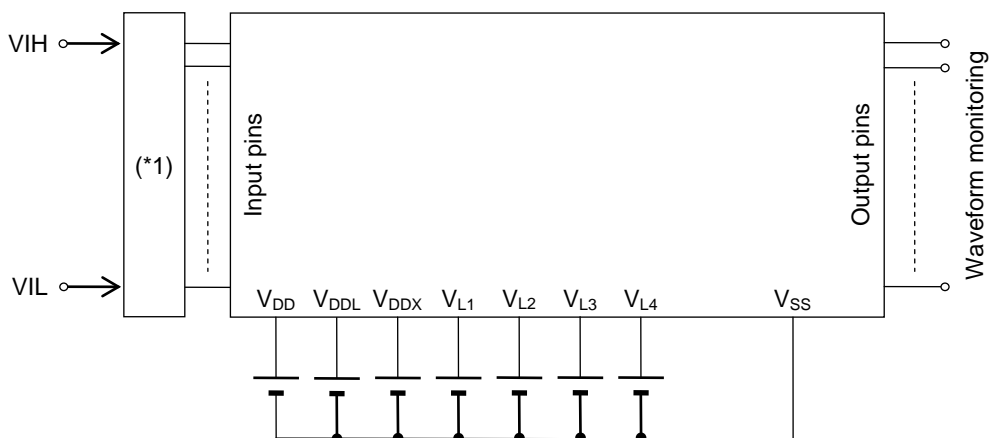 VIH
(*1)
VIL
Input pins
Output pins
Waveform monitoring
VDD VDDL VDDX VL1 VL2 VL3 VL4 VSS